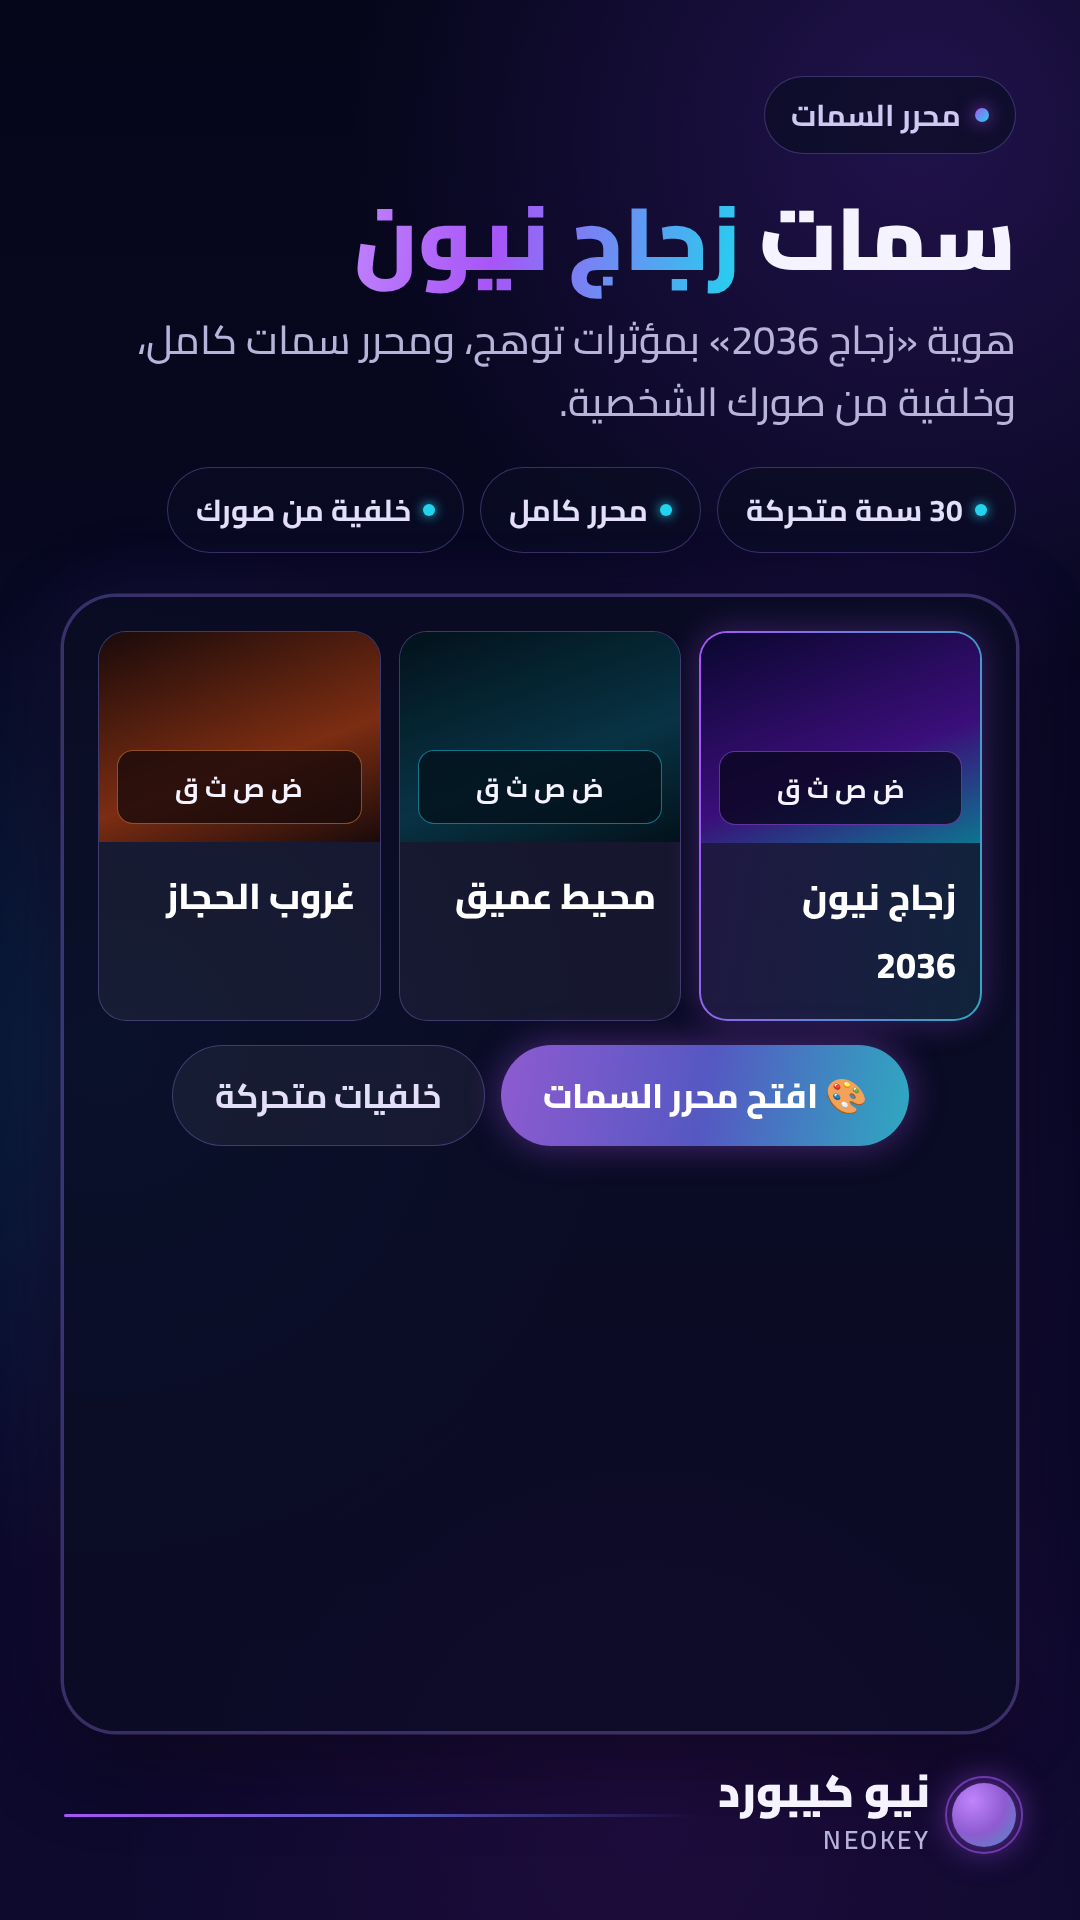 محرر السمات
سمات زجاج نيون
هوية «زجاج 2036» بمؤثرات توهج، ومحرر سمات كامل،
وخلفية من صورك الشخصية.
30 سمة متحركة
محرر كامل
خلفية من صورك
ض ص ث ق
زجاج نيون
2036
ض ص ث ق
محيط عميق
ض ص ث ق
غروب الحجاز
🎨 افتح محرر السمات
خلفيات متحركة
نيو كيبورد
NEOKEY